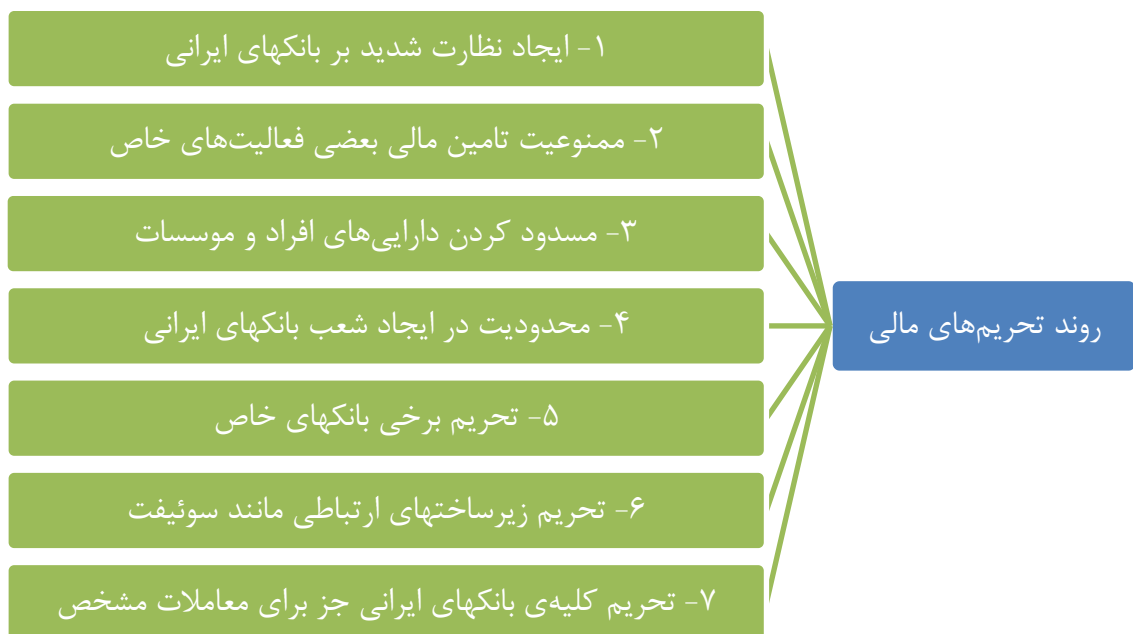 روند تحریم‌های مالی
۱- ایجاد نظارت شدید بر بانکهای ایرانی
۲- ممنوعیت تامین مالی بعضی فعالیت‌های خاص
۳- مسدود کردن دارایی‌های افراد و موسسات
۴- محدودیت در ایجاد شعب بانکهای ایرانی
۵- تحریم برخی بانکهای خاص
۶- تحریم زیرساختهای ارتباطی مانند سوئیفت
۷- تحریم کلیه‌ی بانکهای ایرانی جز برای معاملات مشخص